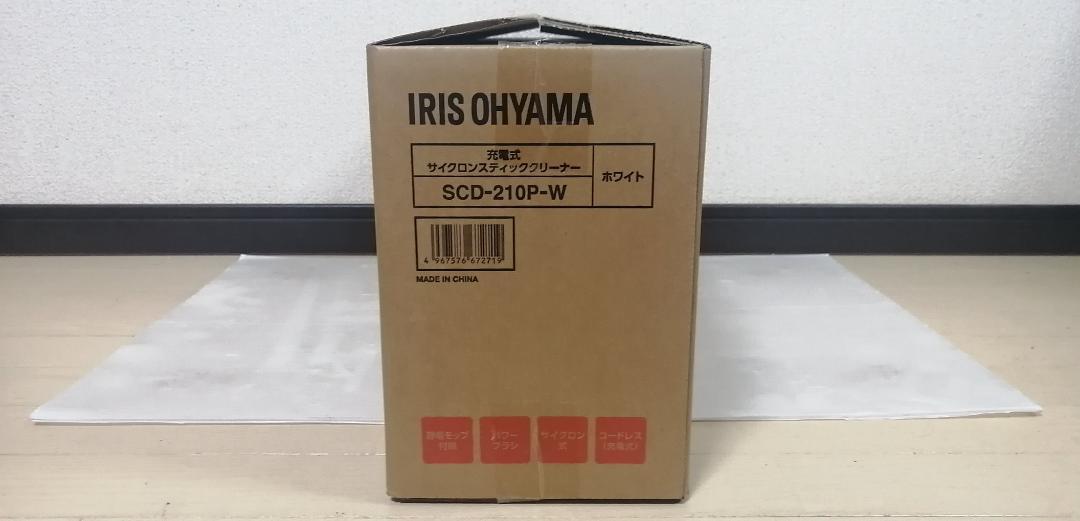 IRIS OHYAMA
充電式
サイクロンスティッククリーナー
SCD-210P-W
ホワイト
4 967576 672719
MADE IN CHINA
静電モップ
付属
パワー
ブラシ
サイクロン
式
コードレス
(充電式)